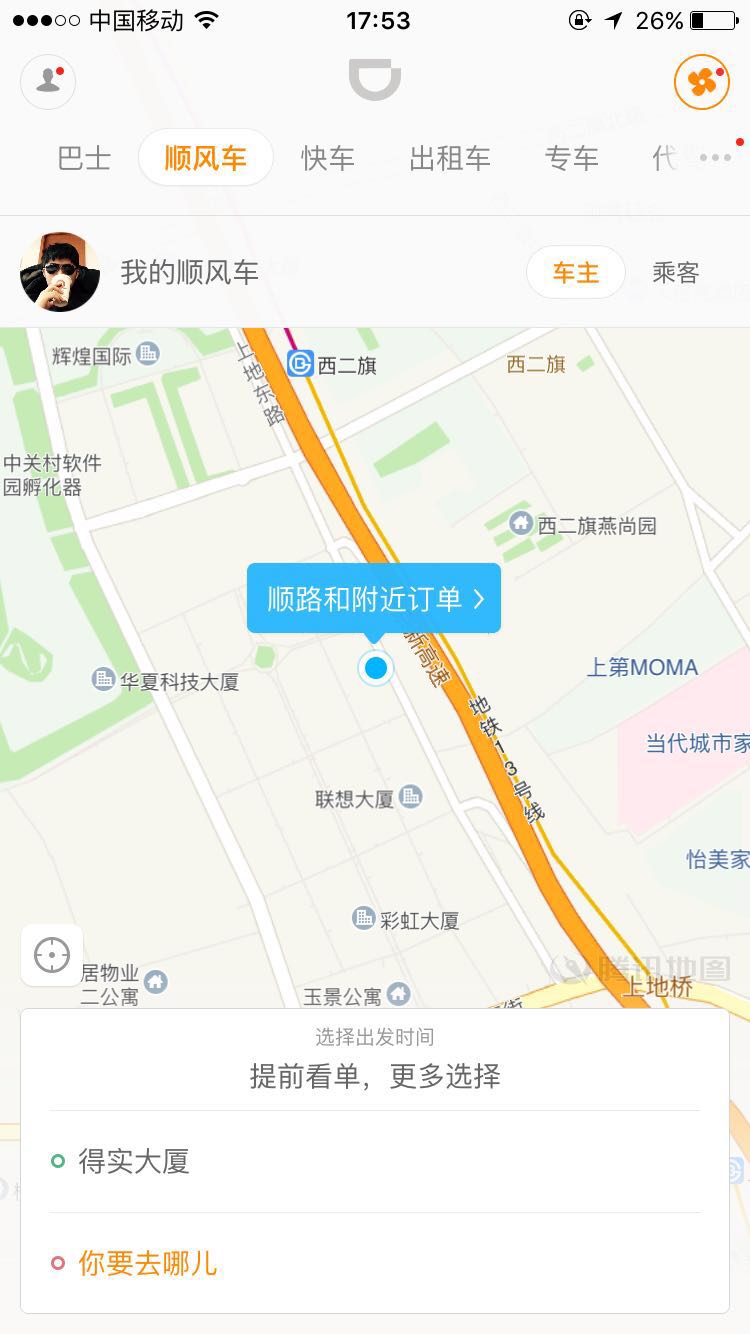 中国移动
17:53
26%
巴士
顺风车
快车
出租车
专车
代
我的顺风车
车主
乘客
辉煌国际
上地东路
西二旗
西二旗
中关村软件
园孵化器
西二旗燕尚园
顺路和附近订单
新高速
华夏科技大厦
上第MOMA
地铁13号线
当代城市家
联想大厦
怡美家
彩虹大厦
腾讯地图
居物业
二公寓
上地桥
玉景公寓
街
选择出发时间
提前看单，更多选择
得实大厦
你要去哪儿